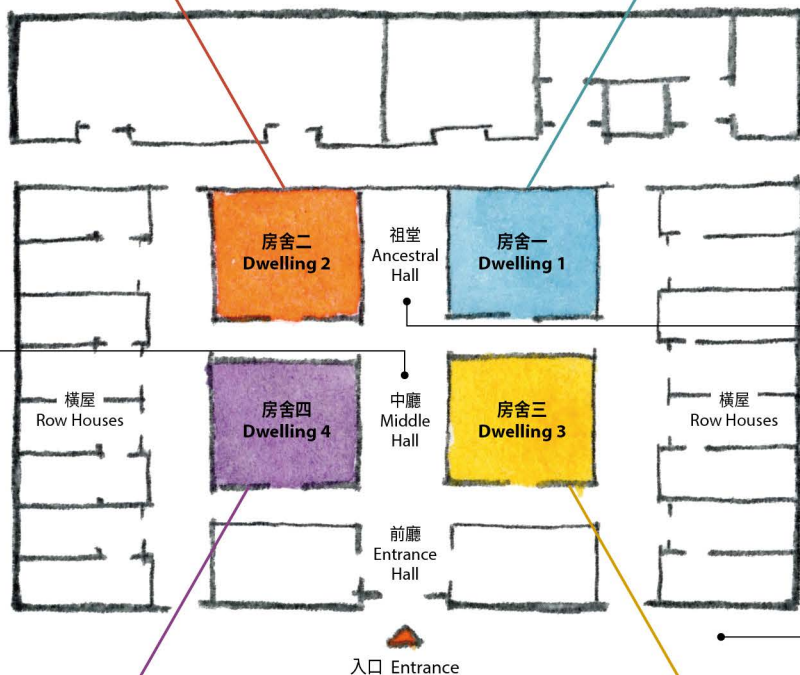 房舍二
Dwelling 2
祖堂
Ancestral
Hall
房舍一
Dwelling 1
橫屋
Row Houses
房舍四
Dwelling 4
中廳
Middle
Hall
房舍三
Dwelling 3
橫屋
Row Houses
前廳
Entrance
Hall
入口 Entrance